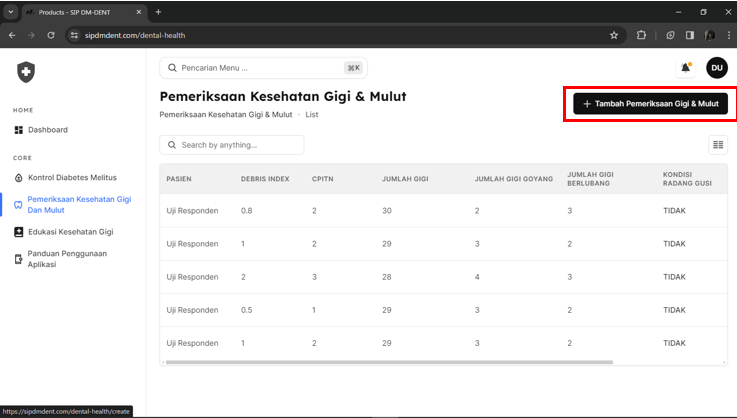 Products - SIP DM-DENT
sipdmdent.com/dental-health
Pencarian Menu ...
⌘K
DU
HOME
Dashboard
CORE
Kontrol Diabetes Melitus
Pemeriksaan Kesehatan Gigi
Dan Mulut
Edukasi Kesehatan Gigi
Panduan Penggunaan
Aplikasi
Pemeriksaan Kesehatan Gigi & Mulut
Pemeriksaan Kesehatan Gigi & Mulut • List
+ Tambah Pemeriksaan Gigi & Mulut
Search by anything...
PASIEN DEBRIS INDEX CPITN JUMLAH GIGI JUMLAH GIGI GOYANG JUMLAH GIGI BERLUBANG KONDISI RADANG GUSI
Uji Responden 0.8 2 30 2 3 TIDAK
Uji Responden 1 2 29 3 2 TIDAK
Uji Responden 2 3 28 4 3 TIDAK
Uji Responden 0.5 1 29 3 2 TIDAK
Uji Responden 1 2 29 3 2 TIDAK
https://sipdmdent.com/dental-health/create